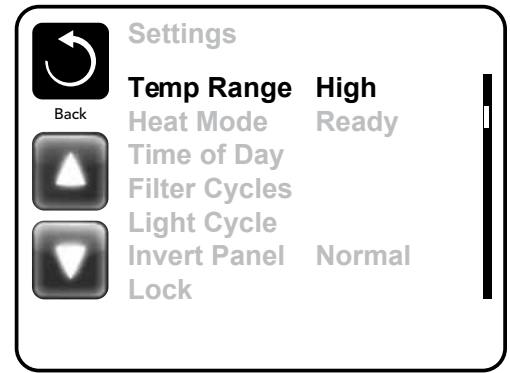 Settings
Back
Temp Range High
Heat Mode Ready
Time of Day
Filter Cycles
Light Cycle
Invert Panel Normal
Lock